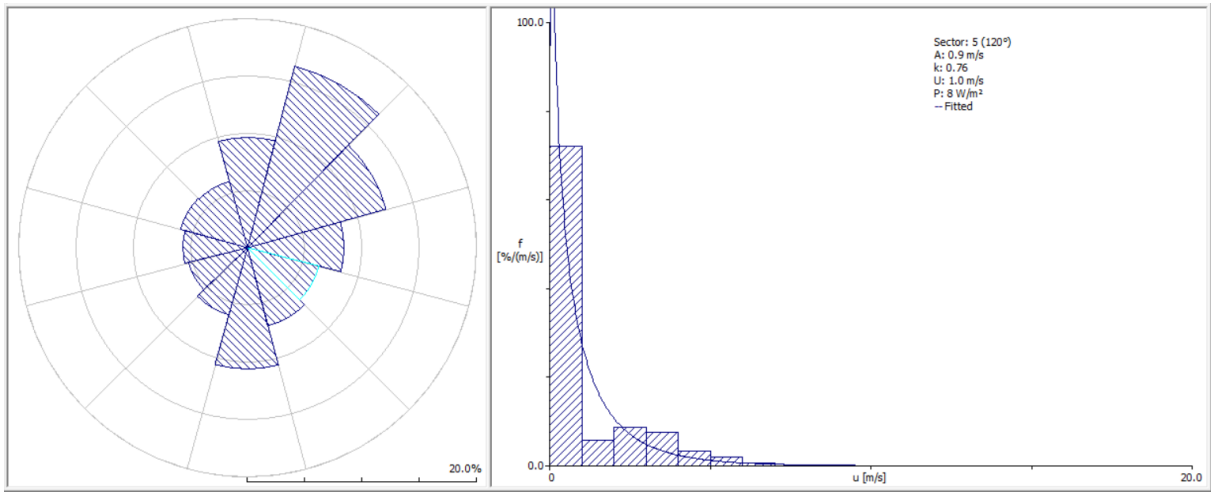 20.0%
100.0
f
[%/(m/s)]
0.0
0
u [m/s]
20.0
Sector: 5 (120°)
A: 0.9 m/s
k: 0.76
U: 1.0 m/s
P: 8 W/m²
-- Fitted